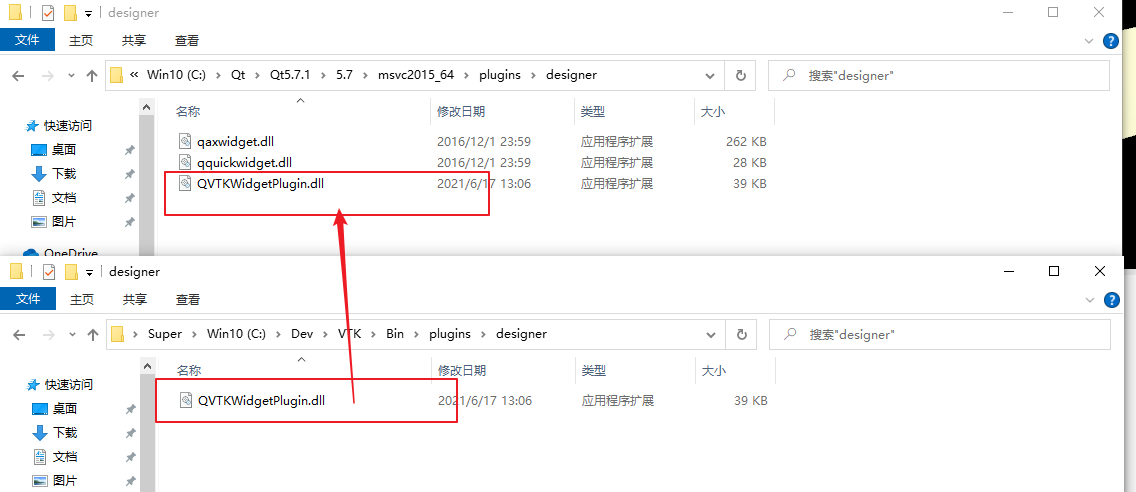 designer
文件 主页 共享 查看
« Win10 (C:) › Qt › Qt5.7.1 › 5.7 › msvc2015_64 › plugins › designer 搜索"designer"
名称 修改日期 类型 大小
快速访问
桌面 qaxwidget.dll 2016/12/1 23:59 应用程序扩展 262 KB
下载 qquickwidget.dll 2016/12/1 23:59 应用程序扩展 28 KB
文档 QVTKWidgetPlugin.dll 2021/6/17 13:06 应用程序扩展 39 KB
图片
OneDrive
designer
文件 主页 共享 查看
› Super › Win10 (C:) › Dev › VTK › Bin › plugins › designer 搜索"designer"
名称 修改日期 类型 大小
快速访问
桌面 QVTKWidgetPlugin.dll 2021/6/17 13:06 应用程序扩展 39 KB
下载
文档
图片